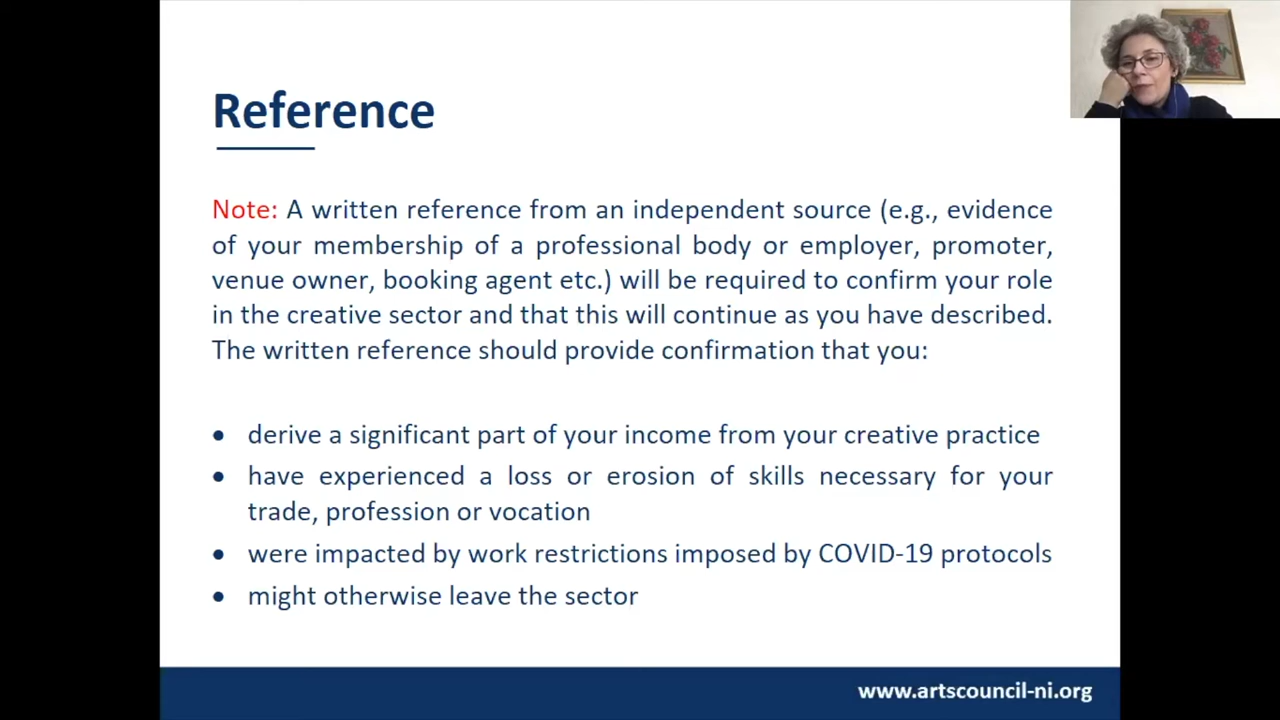 Reference
Note: A written reference from an independent source (e.g., evidence
of your membership of a professional body or employer, promoter,
venue owner, booking agent etc.) will be required to confirm your role
in the creative sector and that this will continue as you have described.
The written reference should provide confirmation that you:
• derive a significant part of your income from your creative practice
• have experienced a loss or erosion of skills necessary for your
trade, profession or vocation
• were impacted by work restrictions imposed by COVID-19 protocols
• might otherwise leave the sector
www.artscouncil-ni.org